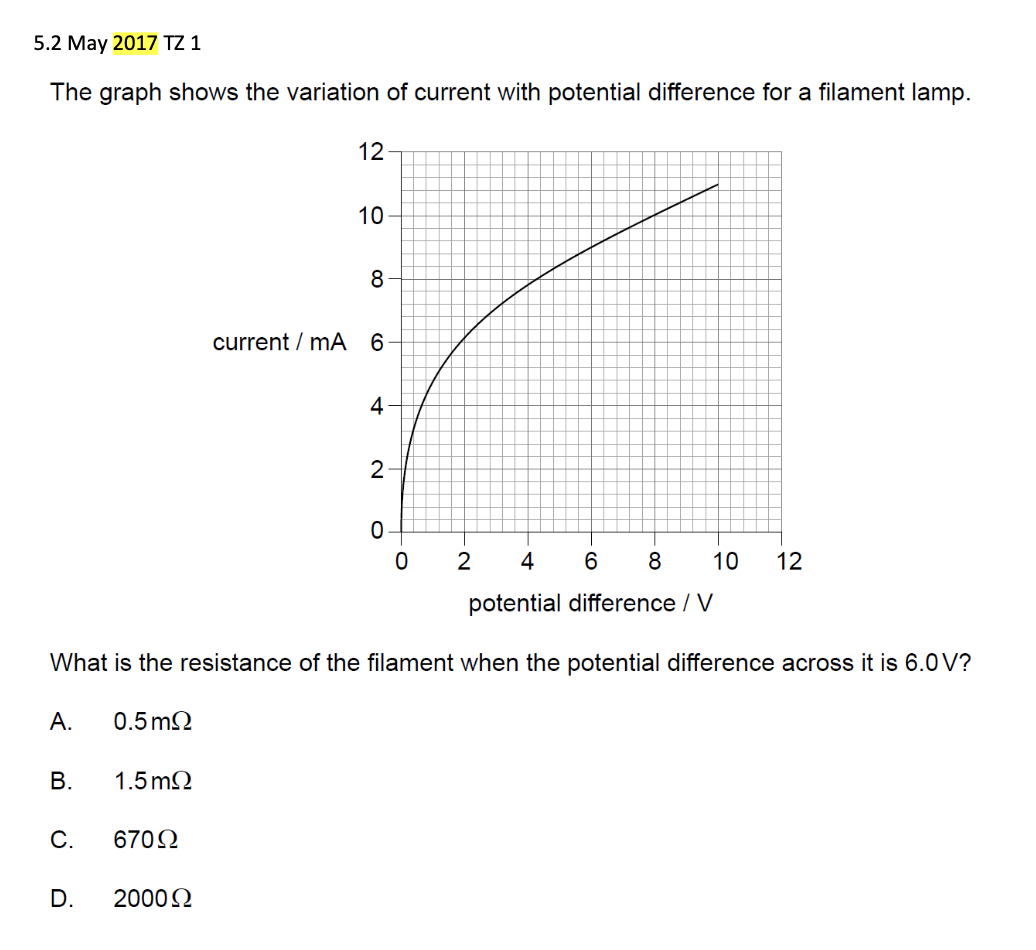 5.2 May 2017 TZ 1
The graph shows the variation of current with potential difference for a filament lamp.
12
10
8
current / mA 6
4
2
0
0 2 4 6 8 10 12
potential difference / V
What is the resistance of the filament when the potential difference across it is 6.0 V?
A. 0.5 mΩ
B. 1.5 mΩ
C. 670 Ω
D. 2000 Ω